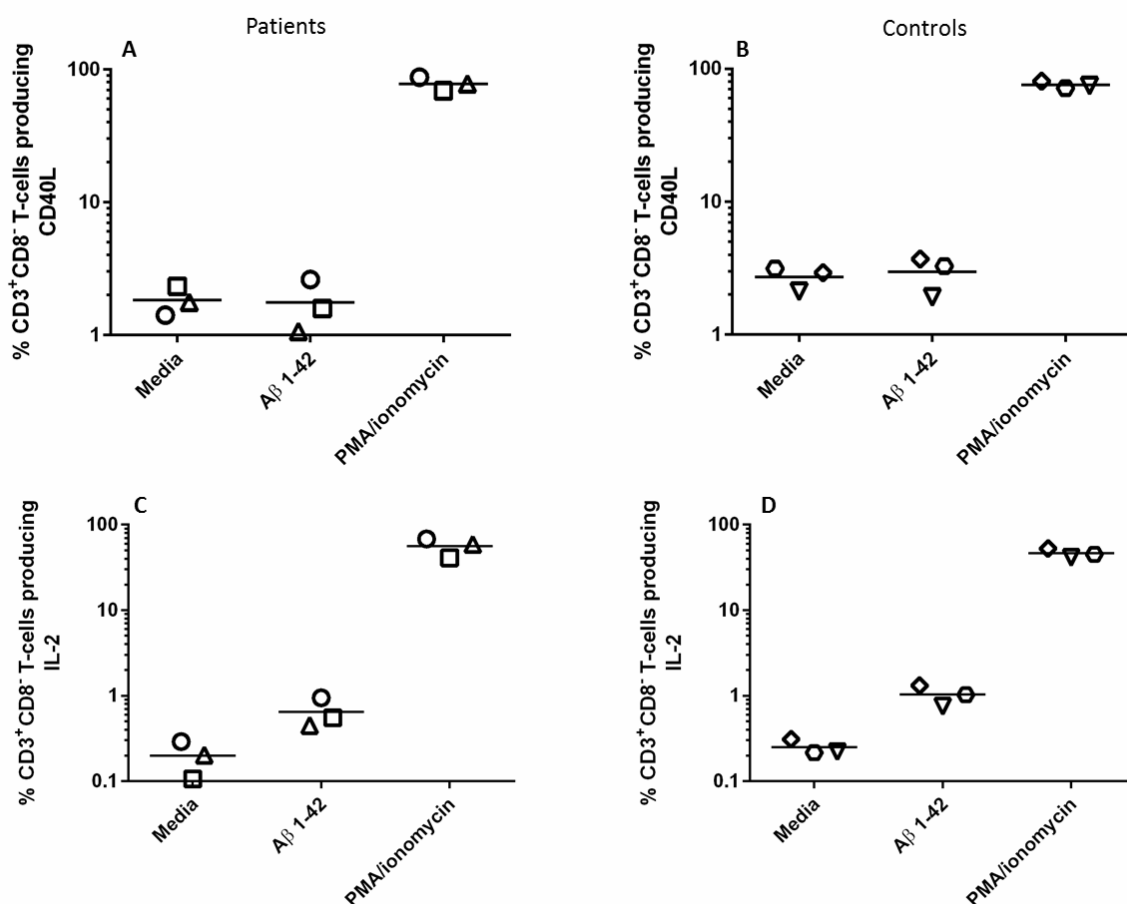 Patients
Controls
A
B
% CD3⁺CD8⁻ T-cells producing
CD40L
100
10
1
Media
Aβ 1-42
PMA/ionomycin
% CD3⁺CD8⁻ T-cells producing
CD40L
100
10
1
Media
Aβ 1-42
PMA/ionomycin
C
D
% CD3⁺CD8⁻ T-cells producing
IL-2
100
10
1
0.1
Media
Aβ 1-42
PMA/ionomycin
% CD3⁺CD8⁻ T-cells producing
IL-2
100
10
1
0.1
Media
Aβ 1-42
PMA/ionomycin